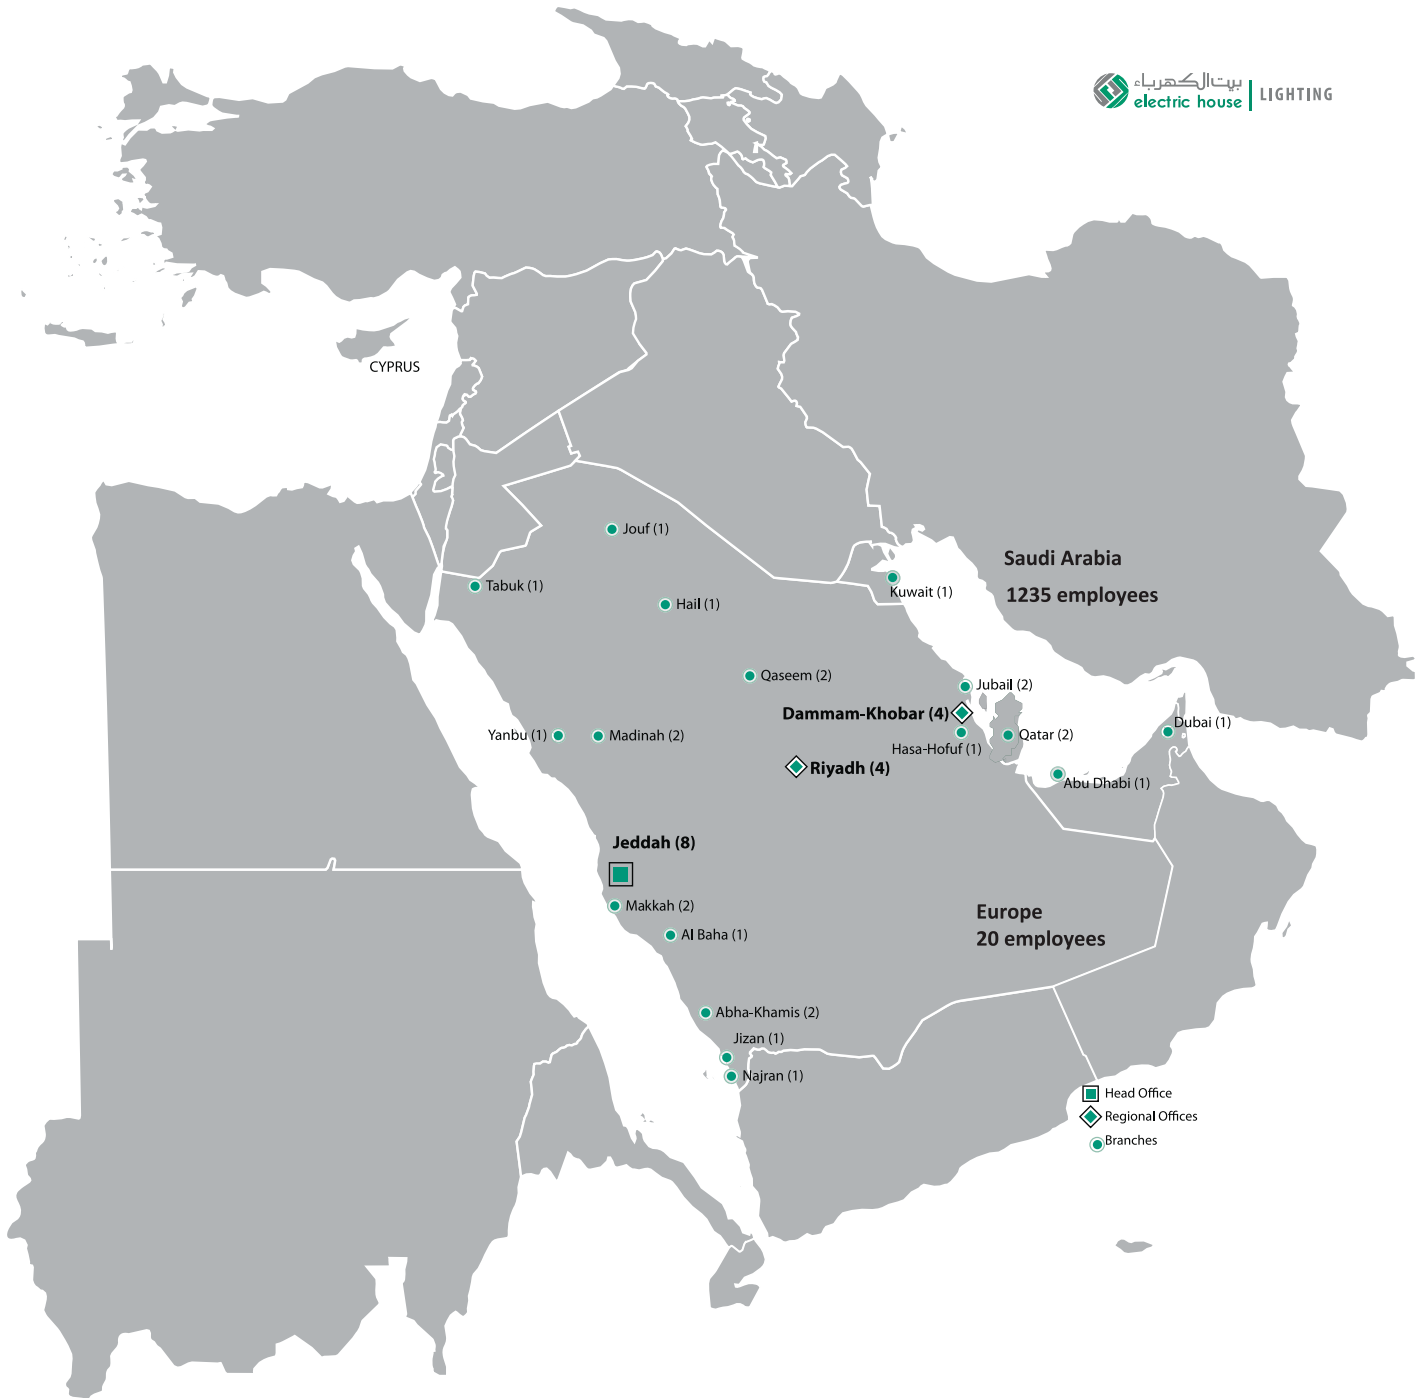 بيت الكهرباء
electric house | LIGHTING
CYPRUS
Jouf (1)
Saudi Arabia
1235 employees
Tabuk (1)
Kuwait (1)
Hail (1)
Qaseem (2)
Jubail (2)
Dammam-Khobar (4)
Dubai (1)
Yanbu (1)
Madinah (2)
Qatar (2)
Hasa-Hofuf (1)
Riyadh (4)
Abu Dhabi (1)
Jeddah (8)
Makkah (2)
Europe
20 employees
Al Baha (1)
Abha-Khamis (2)
Jizan (1)
Najran (1)
Head Office
Regional Offices
Branches